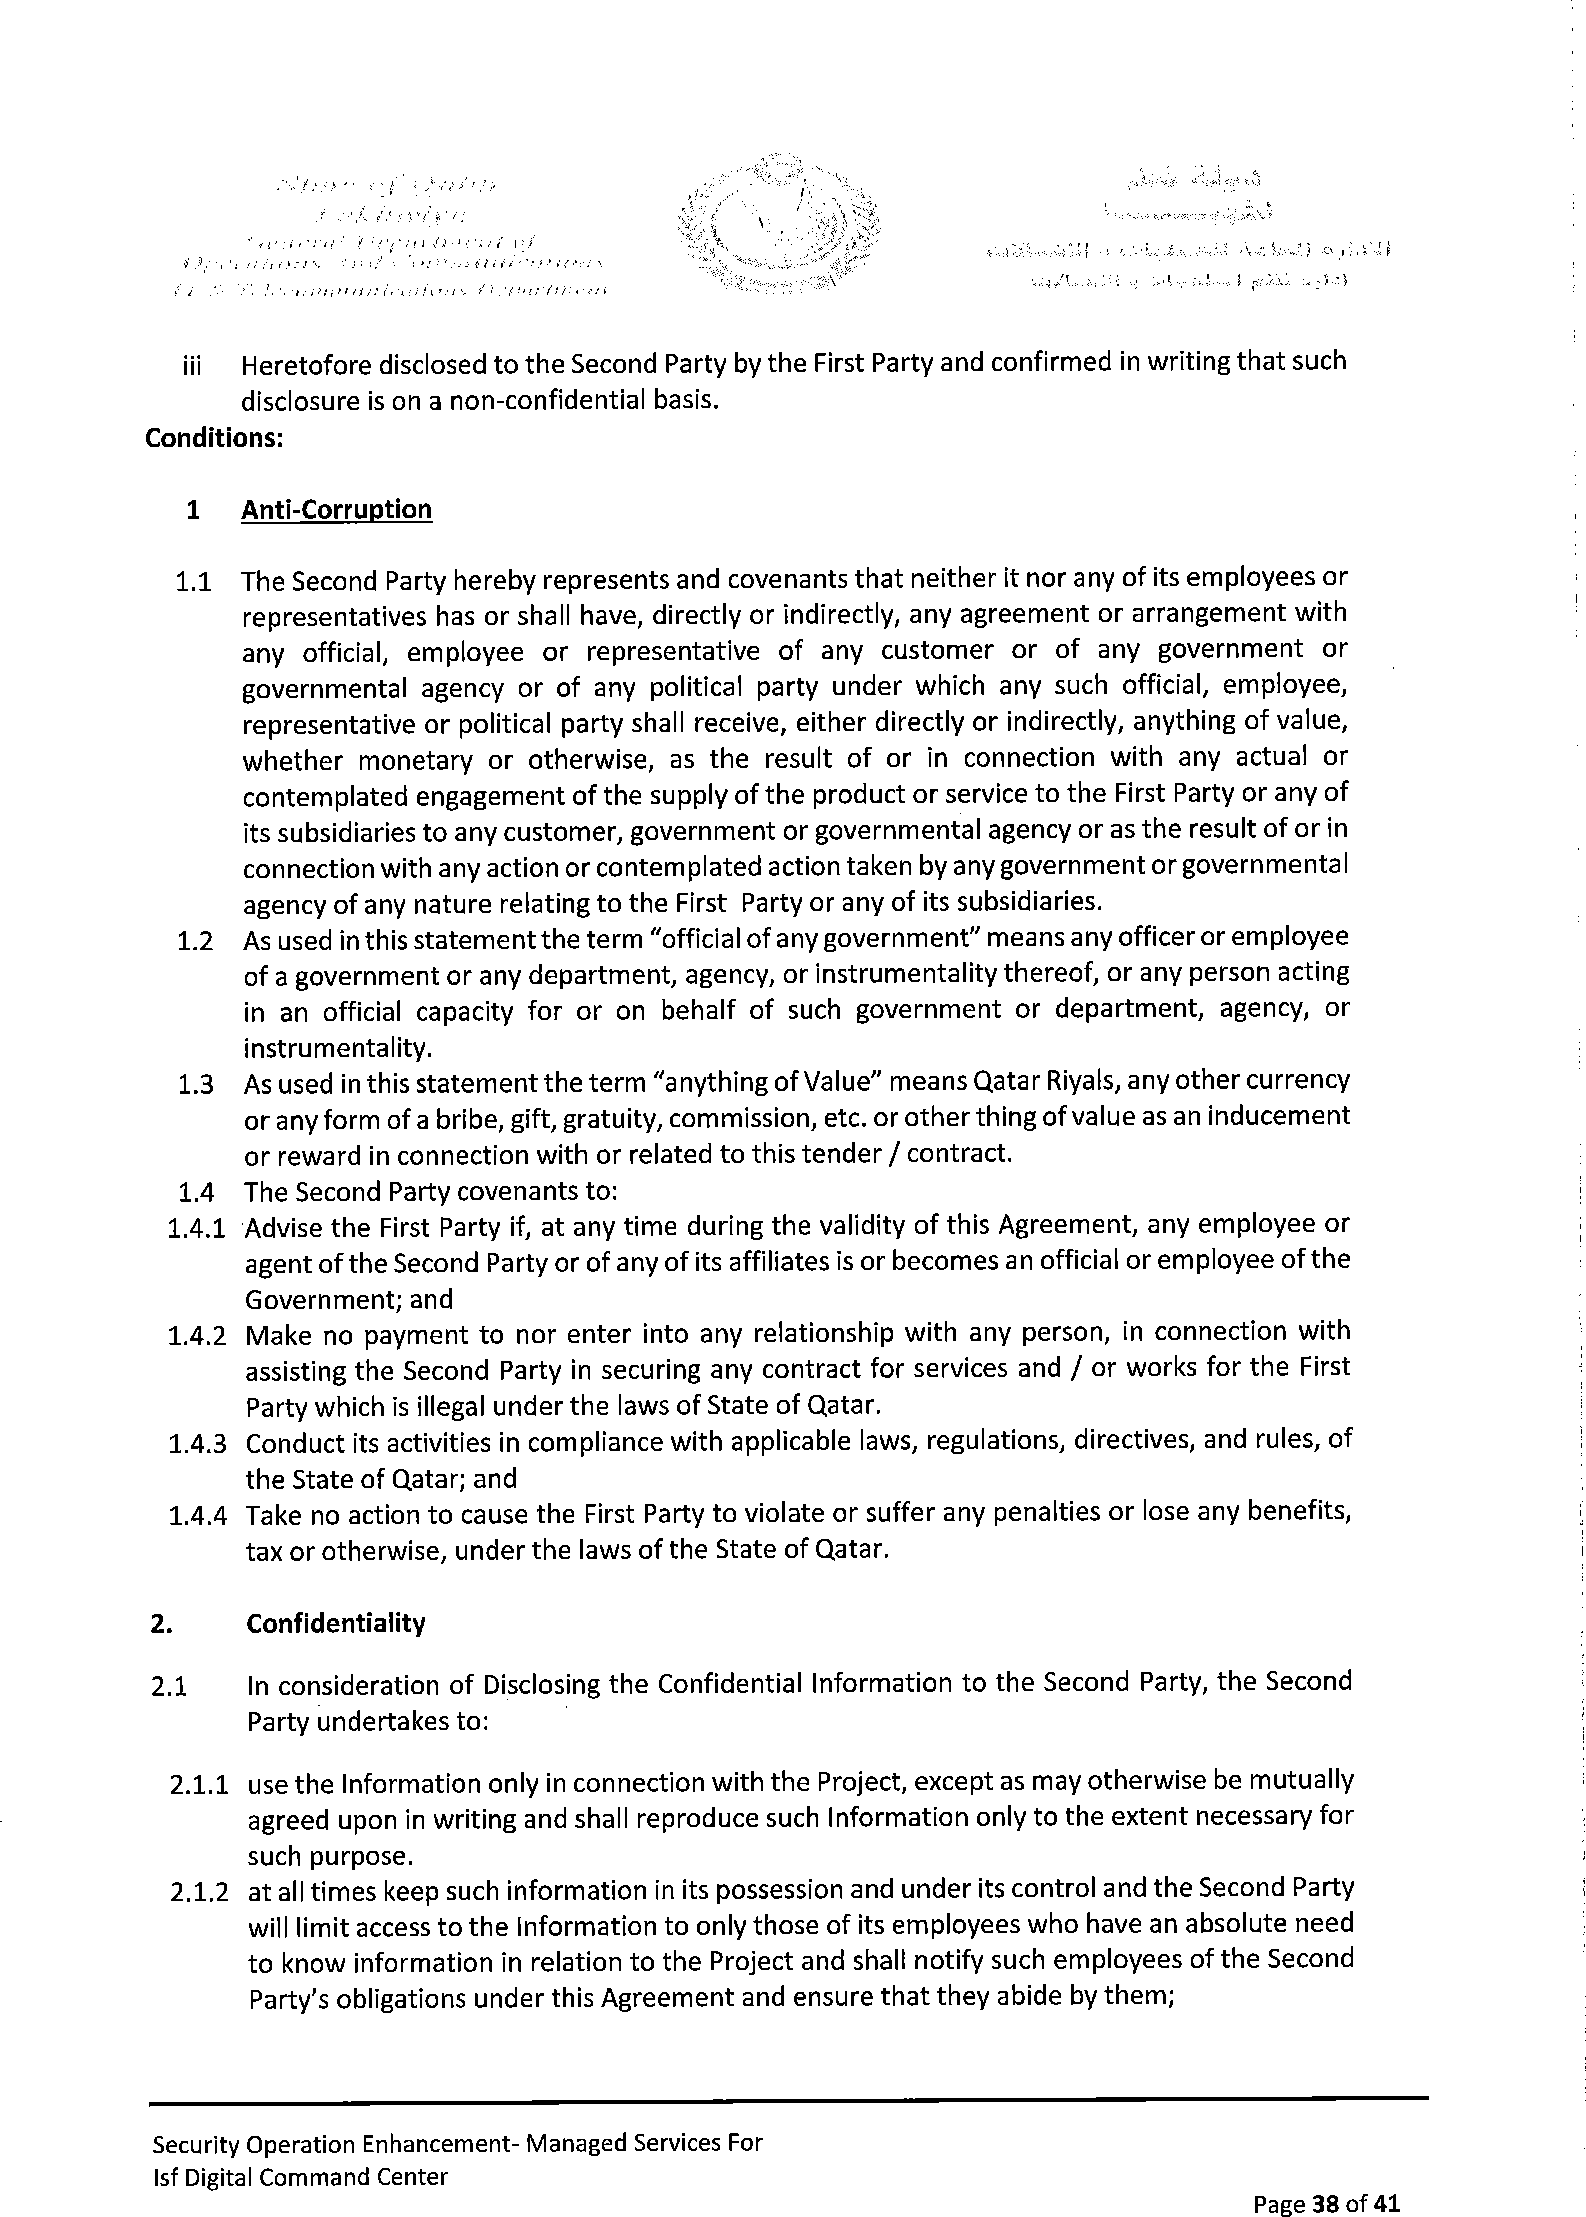 iii Heretofore disclosed to the Second Party by the First Party and confirmed in writing that such
disclosure is on a non-confidential basis.
Conditions:
1 Anti-Corruption
1.1 The Second Party hereby represents and covenants that neither it nor any of its employees or
representatives has or shall have, directly or indirectly, any agreement or arrangement with
any official, employee or representative of any customer or of any government or
governmental agency or of any political party under which any such official, employee,
representative or political party shall receive, either directly or indirectly, anything of value,
whether monetary or otherwise, as the result of or in connection with any actual or
contemplated engagement of the supply of the product or service to the First Party or any of
its subsidiaries to any customer, government or governmental agency or as the result of or in
connection with any action or contemplated action taken by any government or governmental
agency of any nature relating to the First Party or any of its subsidiaries.
1.2 As used in this statement the term "official of any government" means any officer or employee
of a government or any department, agency, or instrumentality thereof, or any person acting
in an official capacity for or on behalf of such government or department, agency, or
instrumentality.
1.3 As used in this statement the term "anything of Value" means Qatar Riyals, any other currency
or any form of a bribe, gift, gratuity, commission, etc. or other thing of value as an inducement
or reward in connection with or related to this tender / contract.
1.4 The Second Party covenants to:
1.4.1 Advise the First Party if, at any time during the validity of this Agreement, any employee or
agent of the Second Party or of any of its affiliates is or becomes an official or employee of the
Government; and
1.4.2 Make no payment to nor enter into any relationship with any person, in connection with
assisting the Second Party in securing any contract for services and / or works for the First
Party which is illegal under the laws of State of Qatar.
1.4.3 Conduct its activities in compliance with applicable laws, regulations, directives, and rules, of
the State of Qatar; and
1.4.4 Take no action to cause the First Party to violate or suffer any penalties or lose any benefits,
tax or otherwise, under the laws of the State of Qatar.
2. Confidentiality
2.1 In consideration of Disclosing the Confidential Information to the Second Party, the Second
Party undertakes to:
2.1.1 use the Information only in connection with the Project, except as may otherwise be mutually
agreed upon in writing and shall reproduce such Information only to the extent necessary for
such purpose.
2.1.2 at all times keep such information in its possession and under its control and the Second Party
will limit access to the Information to only those of its employees who have an absolute need
to know information in relation to the Project and shall notify such employees of the Second
Party's obligations under this Agreement and ensure that they abide by them;
Security Operation Enhancement- Managed Services For
Isf Digital Command Center
Page 38 of 41